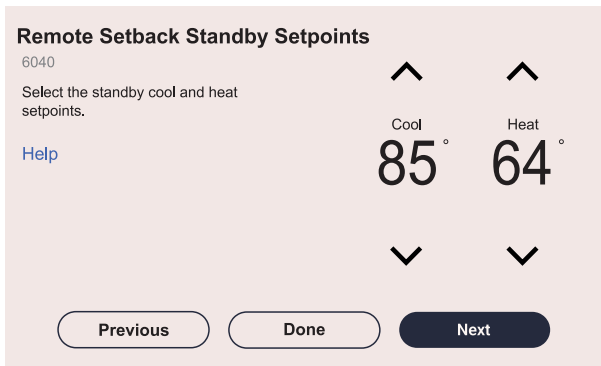 Remote Setback Standby Setpoints
6040
Select the standby cool and heat
setpoints.
Help
Cool
85°
Heat
64°
Previous
Done
Next